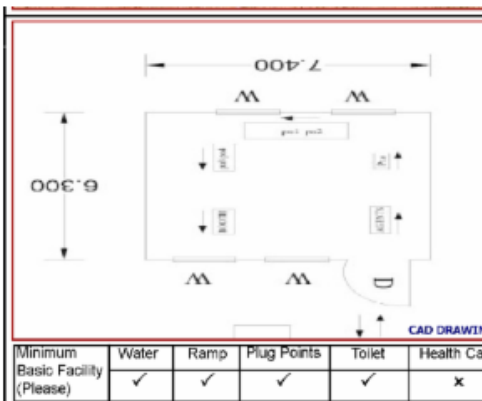 7.400
W W
6.300
W W
D
CAD DRAWIN
Minimum Basic Facility (Please) Water Ramp Plug Points Toilet Health Ca
✓ ✓ ✓ ✓ x